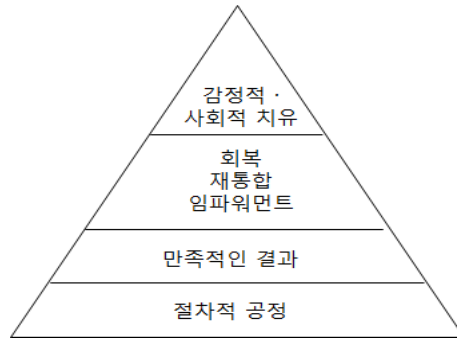 감정적 ·
사회적 치유
회복
재통합
임파워먼트
만족적인 결과
절차적 공정